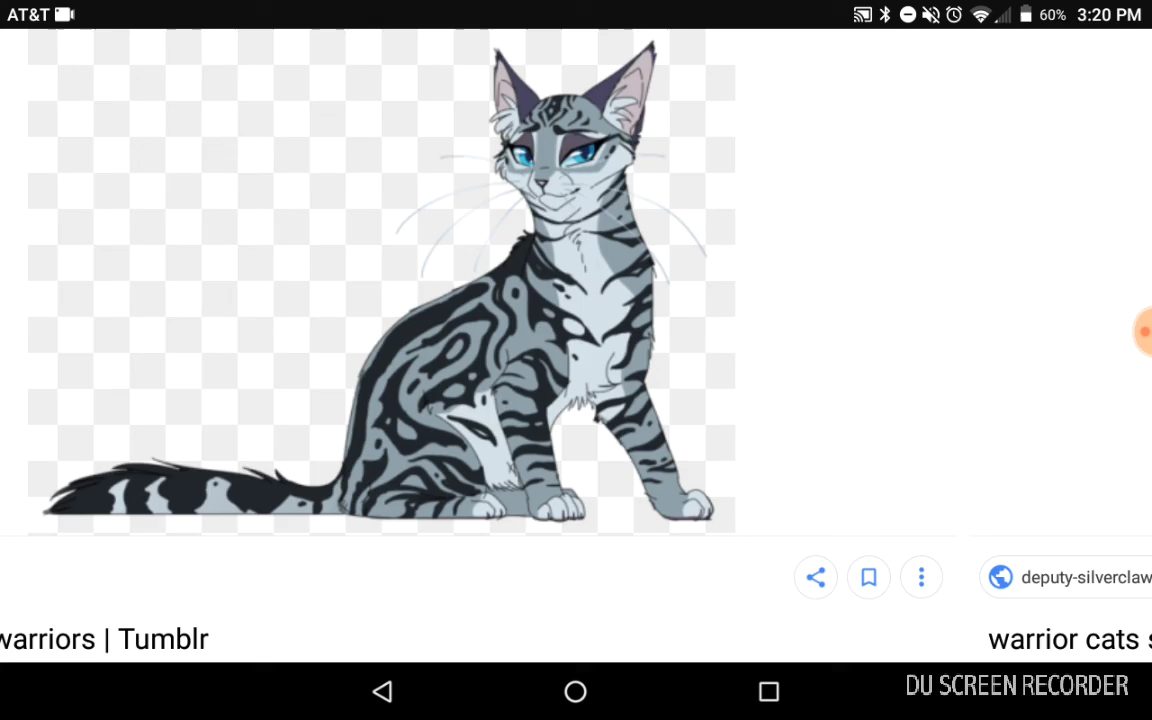 AT&T
60% 3:20 PM
deputy-silverclaw
warriors | Tumblr
warrior cats s
DU SCREEN RECORDER